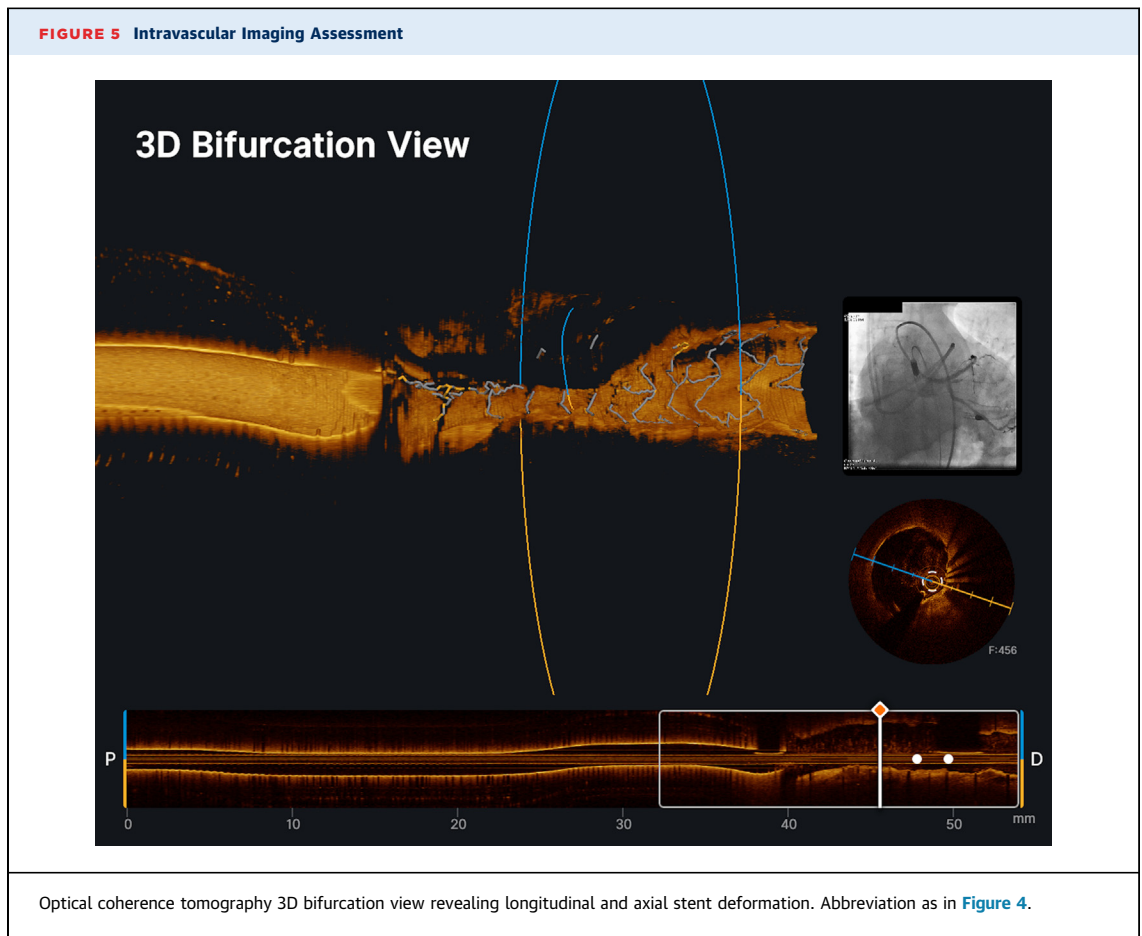 FIGURE 5 Intravascular Imaging Assessment
3D Bifurcation View
F:456
P
D
0 10 20 30 40 50 mm
Optical coherence tomography 3D bifurcation view revealing longitudinal and axial stent deformation. Abbreviation as in Figure 4.